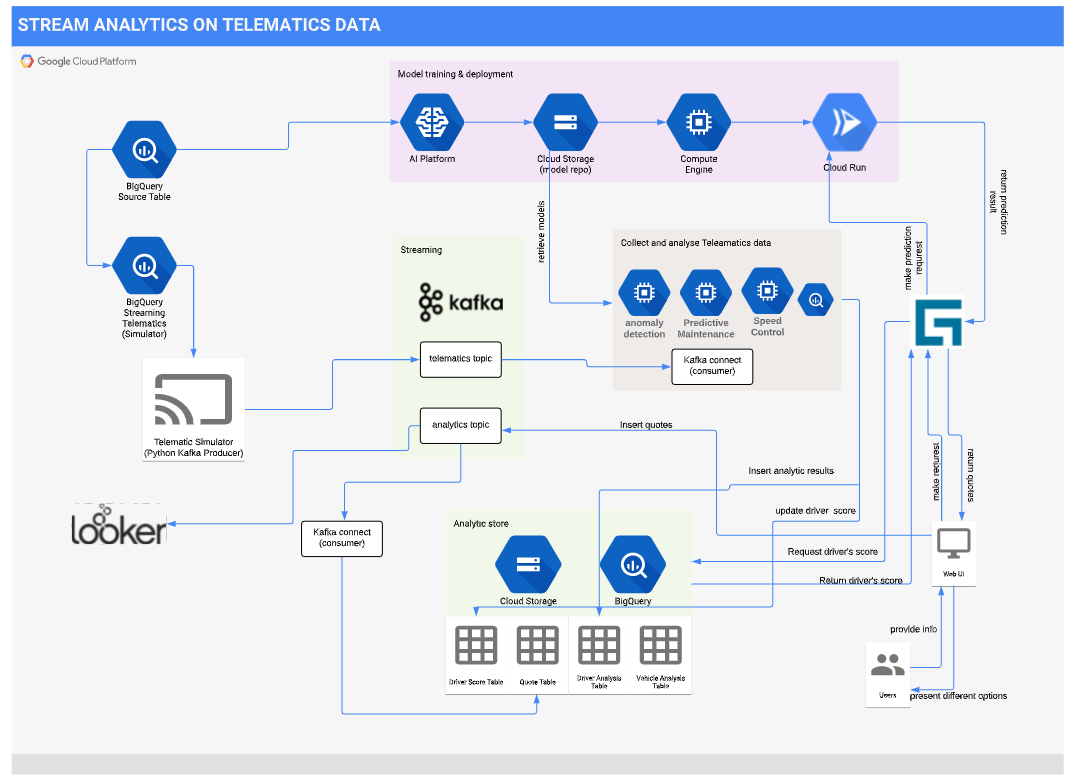 STREAM ANALYTICS ON TELEMATICS DATA
Google Cloud Platform
Model training & deployment
AI Platform
Cloud Storage
(model repo)
Compute
Engine
Cloud Run
BigQuery
Source Table
return prediction
result
retrieve models
make prediction
requrest
Streaming
Collect and analyse Teleamatics data
BigQuery
Streaming
Telematics
(Simulator)
kafka
anomaly
detection
Predictive
Maintenance
Speed
Control
telematics topic
Kafka connect
(consumer)
Telematic Simulator
(Python Kafka Producer)
analytics topic
Insert quotes
make requrest
return quotes
Insert analytic results
looker
Kafka connect
(consumer)
Analytic store
update driver score
Request driver's score
Return driver's score
Web UI
Cloud Storage
BigQuery
provide info
Driver Score Table
Quote Table
Driver Analysis
Table
Vehicle Analysis
Table
Users
present different options